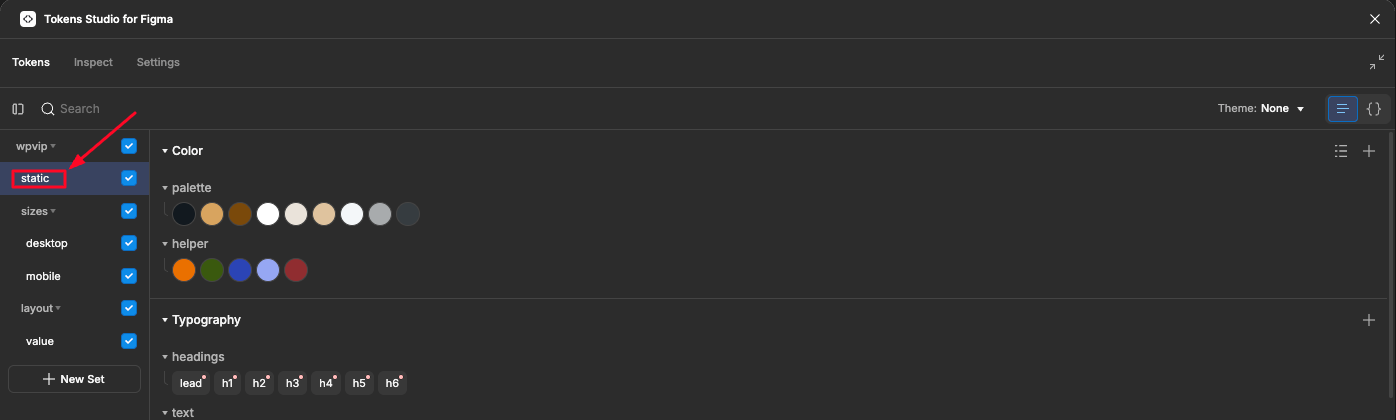 Tokens Studio for Figma
Tokens Inspect Settings
Search
Theme: None
wpvip
static
sizes
desktop
mobile
layout
value
New Set
Color
palette
helper
Typography
headings
lead h1 h2 h3 h4 h5 h6
text